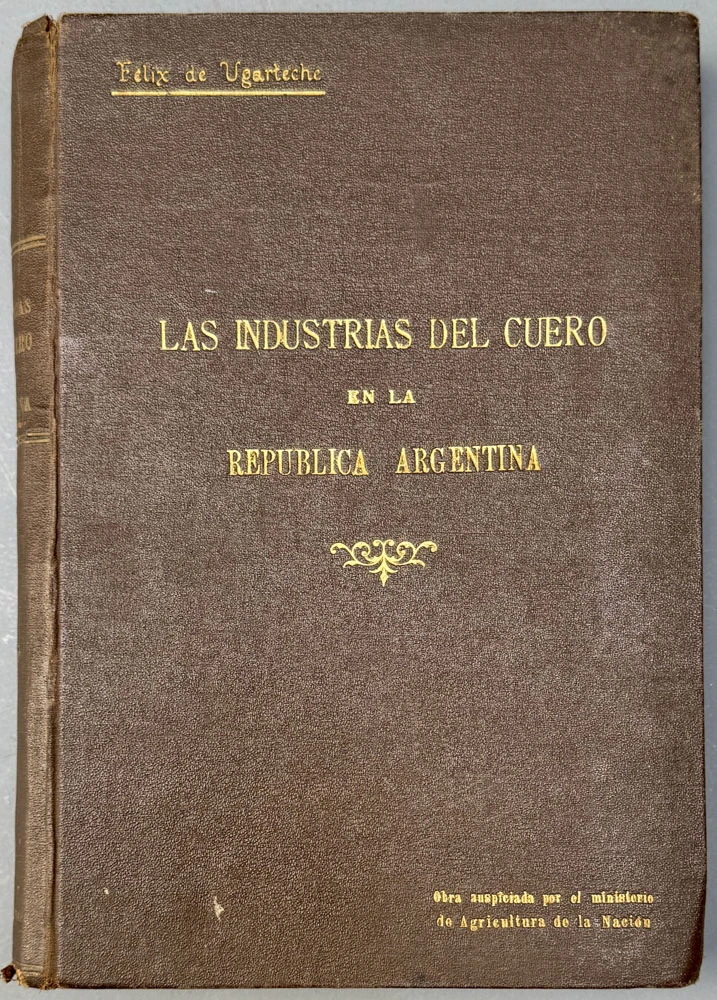 Félix de Ugarteche
LAS INDUSTRIAS DEL CUERO
EN LA
REPUBLICA ARGENTINA
Obra auspiciada por el ministerio
de Agricultura de la Nación